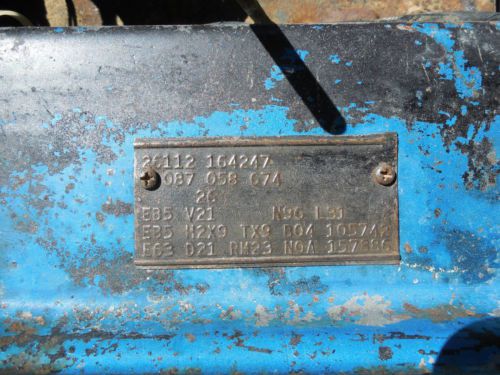 26112 164247
087 058 674
26
EB5 V21 N96 L31
EB5 H2X9 TX9 B04 105742
E63 D21 RM23 N0A 157886